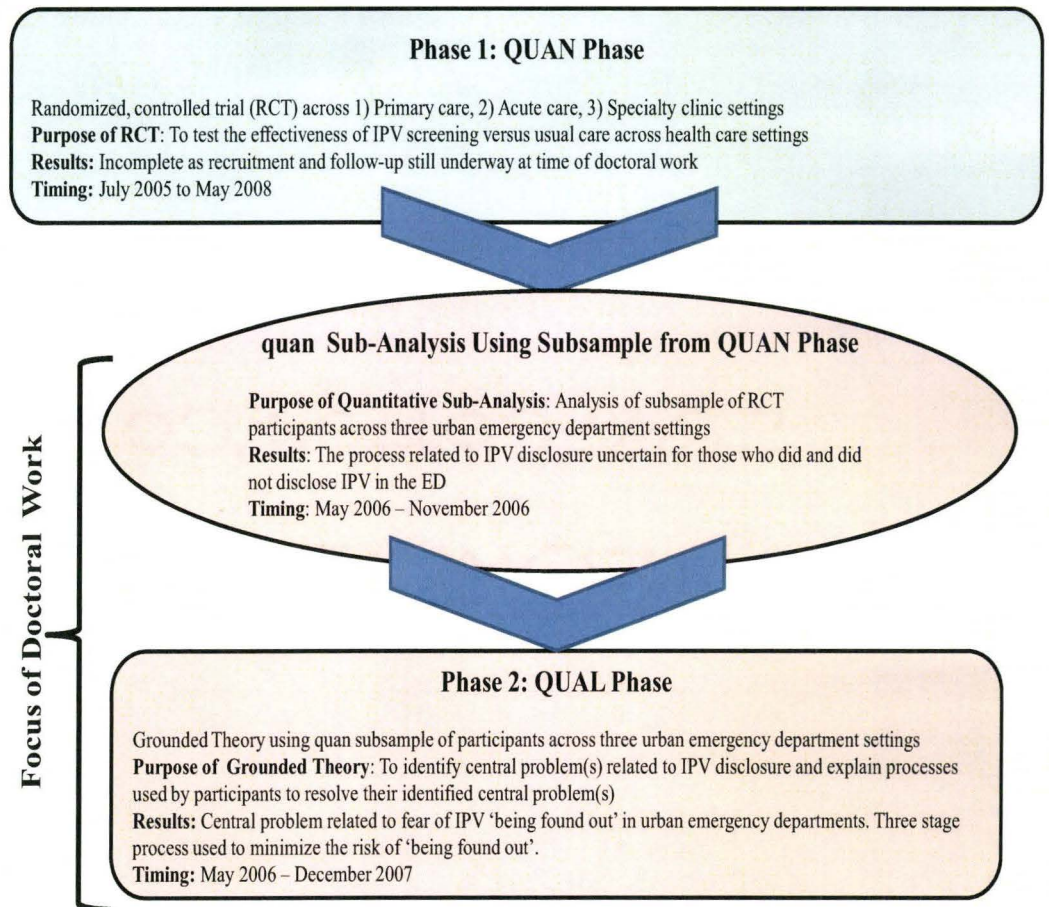 Phase 1: QUAN Phase
Randomized, controlled trial (RCT) across 1) Primary care, 2) Acute care, 3) Specialty clinic settings
Purpose of RCT: To test the effectiveness of IPV screening versus usual care across health care settings
Results: Incomplete as recruitment and follow-up still underway at time of doctoral work
Timing: July 2005 to May 2008
quan Sub-Analysis Using Subsample from QUAN Phase
Purpose of Quantitative Sub-Analysis: Analysis of subsample of RCT
participants across three urban emergency department settings
Results: The process related to IPV disclosure uncertain for those who did and did
not disclose IPV in the ED
Timing: May 2006 – November 2006
Focus of Doctoral Work
Phase 2: QUAL Phase
Grounded Theory using quan subsample of participants across three urban emergency department settings
Purpose of Grounded Theory: To identify central problem(s) related to IPV disclosure and explain processes
used by participants to resolve their identified central problem(s)
Results: Central problem related to fear of IPV ‘being found out’ in urban emergency departments. Three stage
process used to minimize the risk of ‘being found out’.
Timing: May 2006 – December 2007